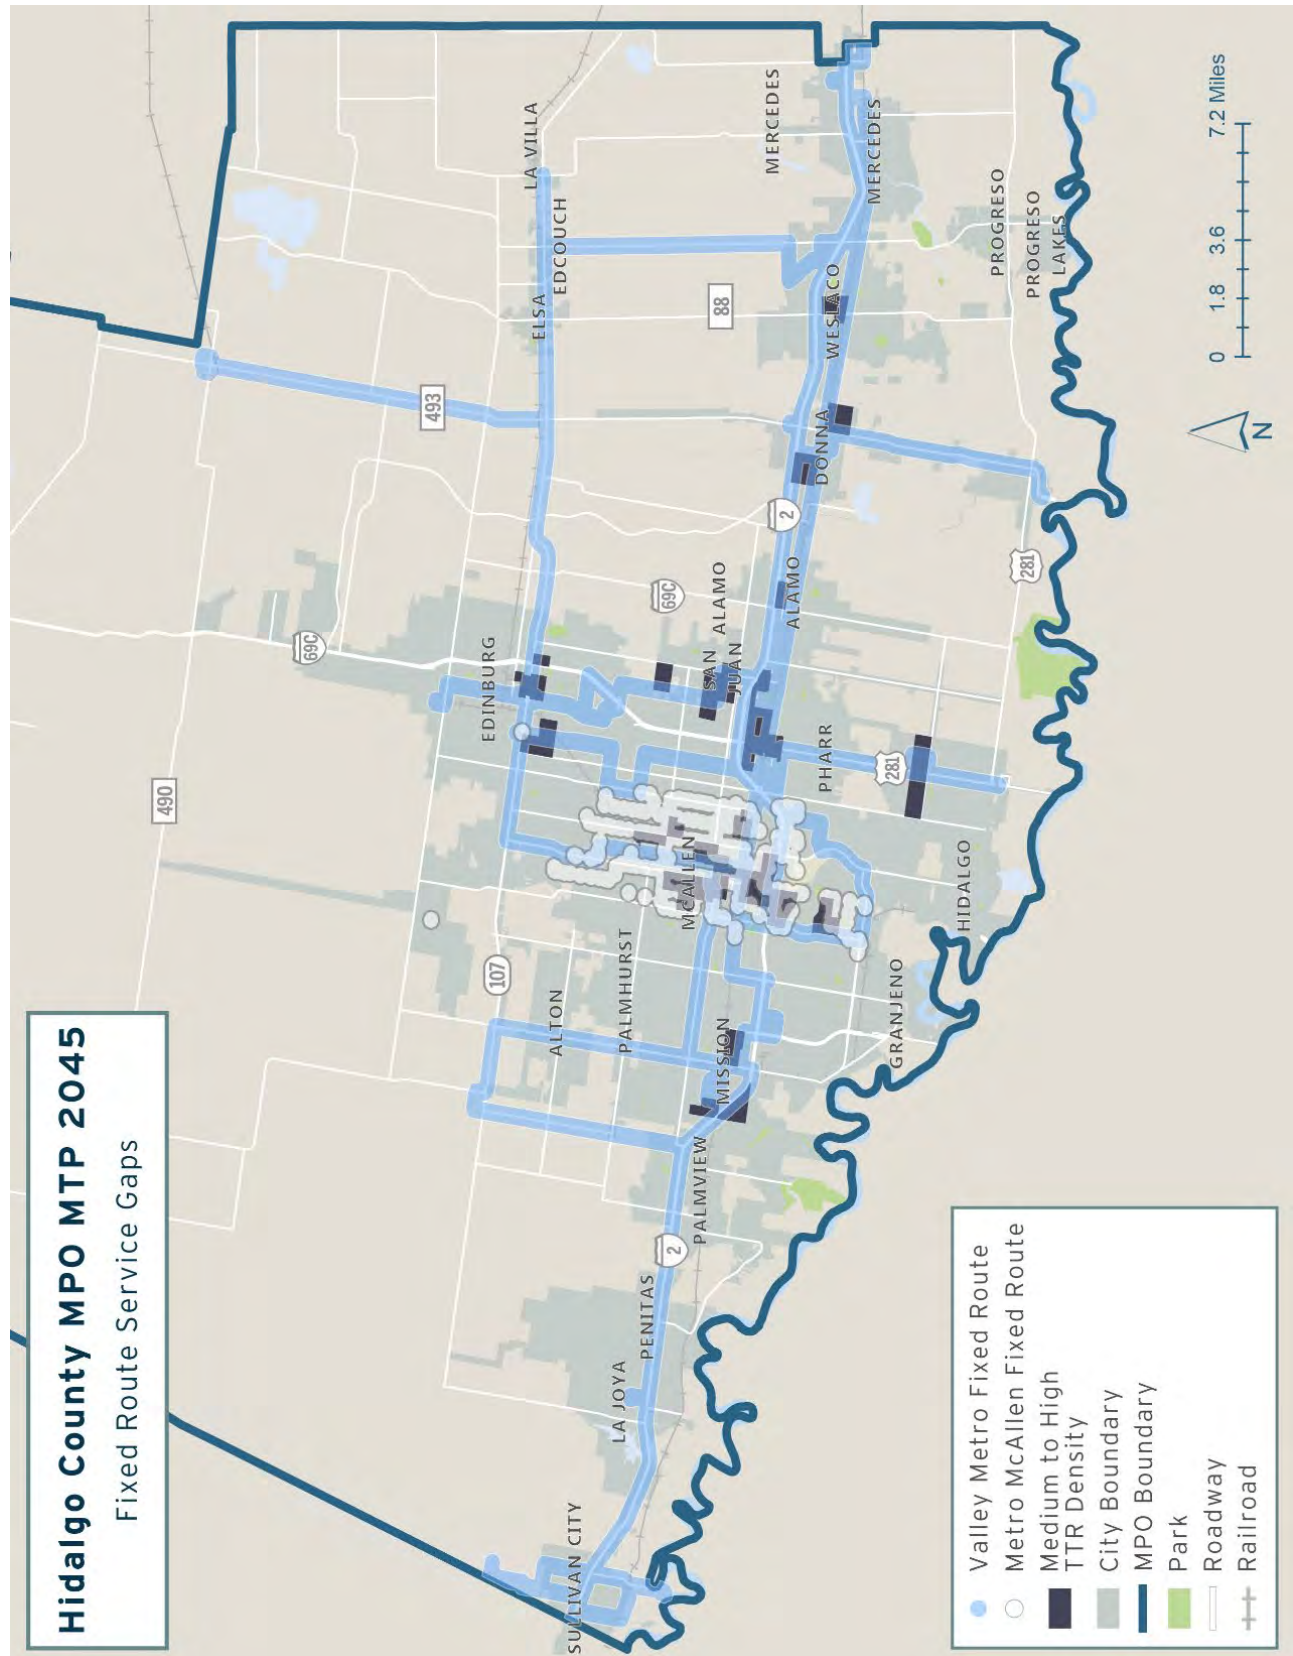 Hidalgo County MPO MTP 2045
Fixed Route Service Gaps
490
69C
493
107
EDINBURG
ELSA
EDCOUCH
LA VILLA
ALTON
PALMHURST
69C
88
SULLIVAN CITY
LA JOYA
PENITAS
2
PALMVIEW
MISSION
MCALLEN
SAN
JUAN
ALAMO
2
ALAMO
DONNA
WESLACO
MERCEDES
MERCEDES
PHARR
281
GRANJENO
HIDALGO
281
PROGRESO
PROGRESO
LAKES
Valley Metro Fixed Route
Metro McAllen Fixed Route
Medium to High
TTR Density
City Boundary
MPO Boundary
Park
Roadway
Railroad
N
0 1.8 3.6 7.2 Miles